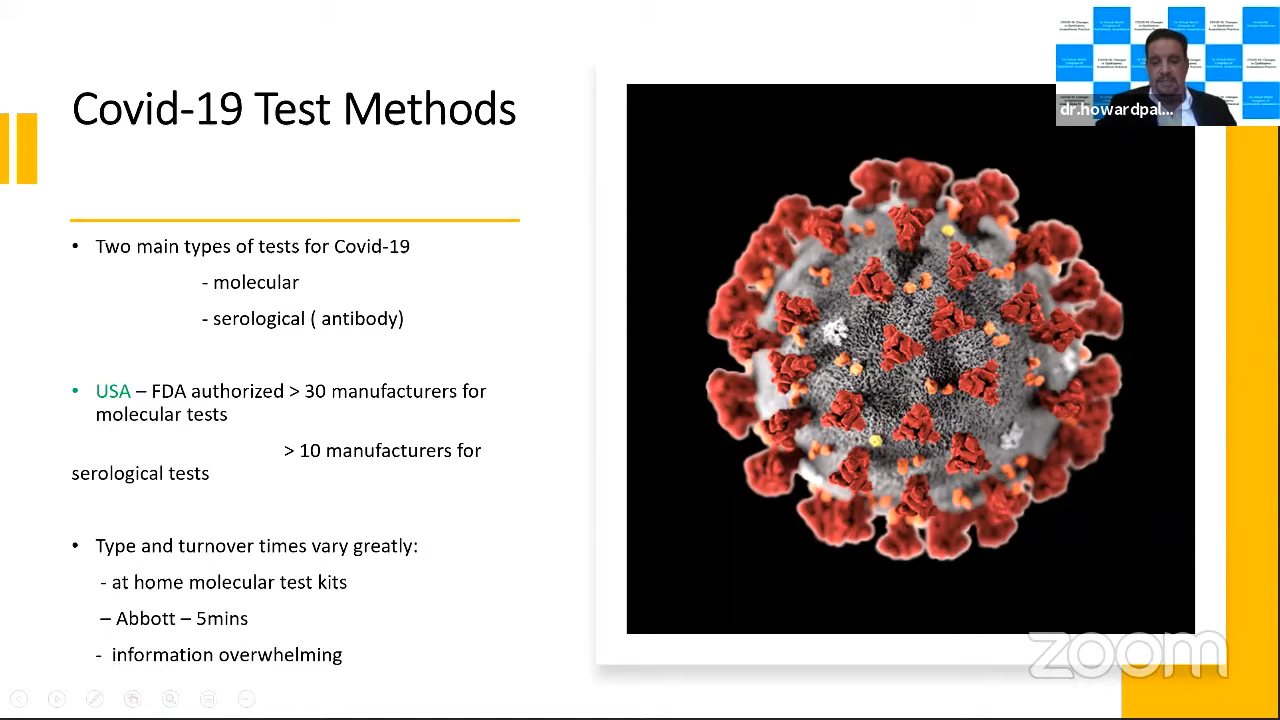 Covid-19 Test Methods
dr.howardpal...
• Two main types of tests for Covid-19
- molecular
- serological ( antibody)
• USA – FDA authorized > 30 manufacturers for
molecular tests
> 10 manufacturers for
serological tests
• Type and turnover times vary greatly:
- at home molecular test kits
– Abbott – 5mins
- information overwhelming
zoom